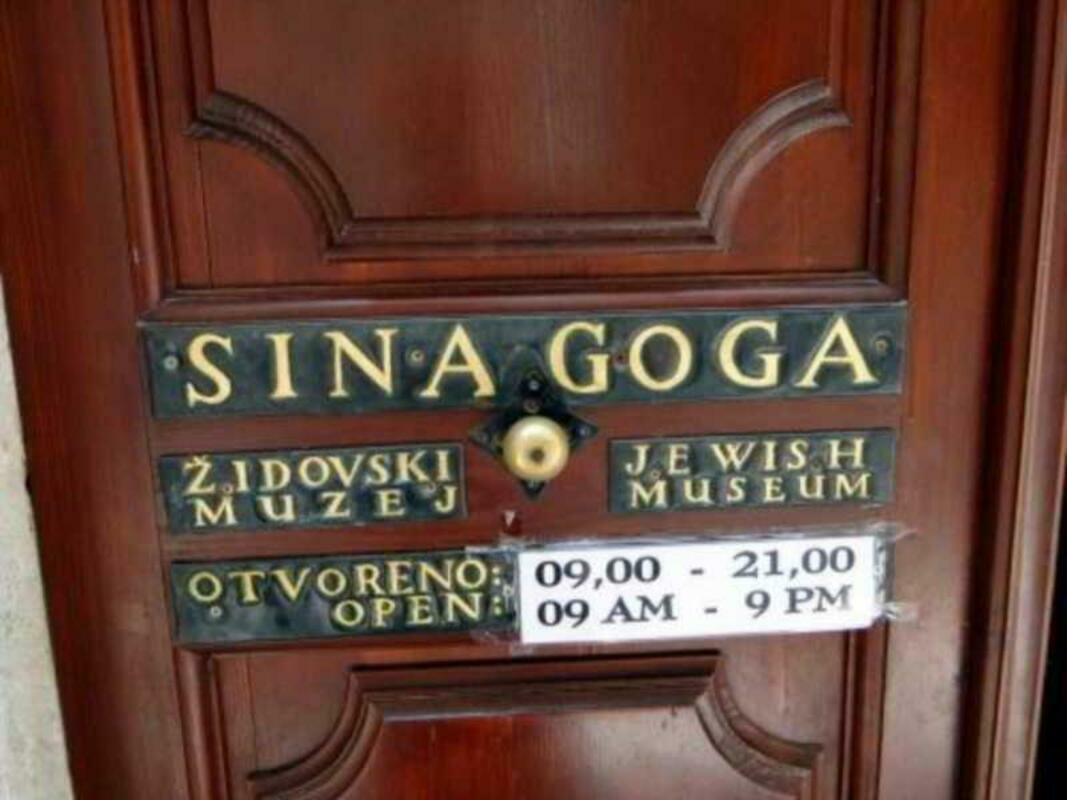 SINAGOGA
ŽIDOVSKI
MUZEJ
JEWISH
MUSEUM
OTVORENO:
OPEN:
09,00 - 21,00
09 AM - 9 PM